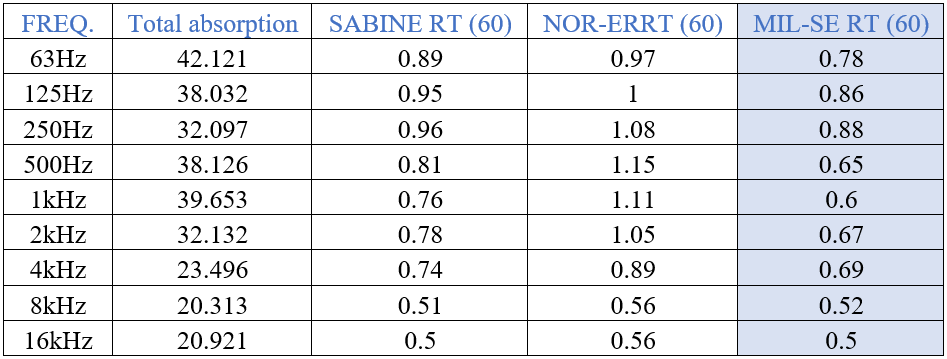 FREQ. Total absorption SABINE RT (60) NOR-ERRT (60) MIL-SE RT (60)
63Hz 42.121 0.89 0.97 0.78
125Hz 38.032 0.95 1 0.86
250Hz 32.097 0.96 1.08 0.88
500Hz 38.126 0.81 1.15 0.65
1kHz 39.653 0.76 1.11 0.6
2kHz 32.132 0.78 1.05 0.67
4kHz 23.496 0.74 0.89 0.69
8kHz 20.313 0.51 0.56 0.52
16kHz 20.921 0.5 0.56 0.5